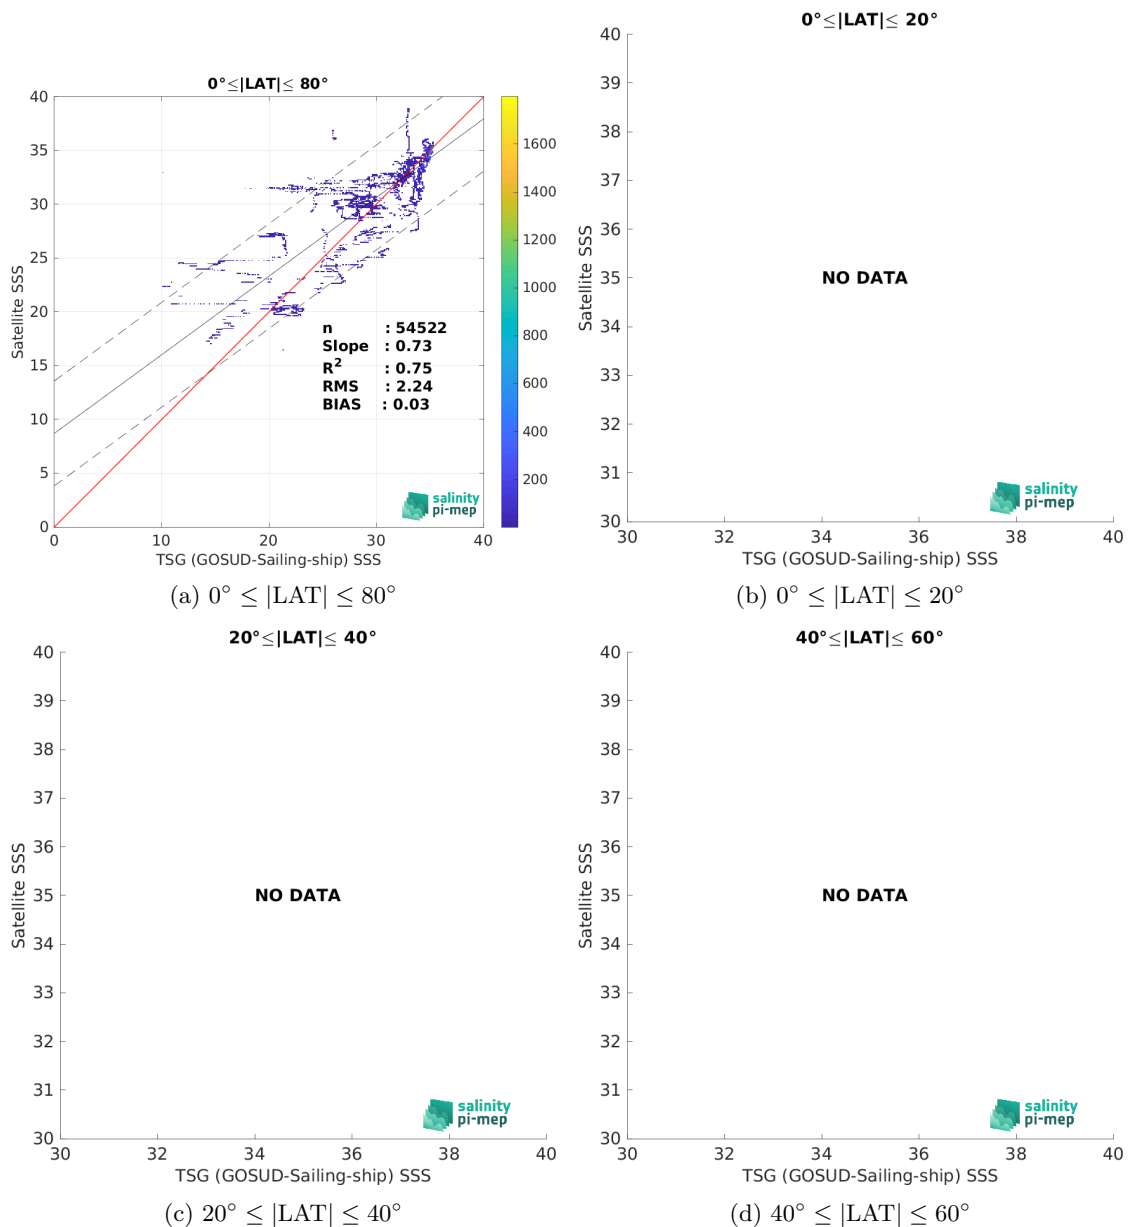 0°≤|LAT|≤ 80°
40
35
30
25
20
15
10
5
0
Satellite SSS
0
10
20
30
40
TSG (GOSUD-Sailing-ship) SSS
1600
1400
1200
1000
800
600
400
200
n : 54522
Slope : 0.73
R² : 0.75
RMS : 2.24
BIAS : 0.03
salinity
pi-mep
(a) 0° ≤ |LAT| ≤ 80°
0°≤|LAT|≤ 20°
40
39
38
37
36
35
34
33
32
31
30
Satellite SSS
NO DATA
salinity
pi-mep
30
32
34
36
38
40
TSG (GOSUD-Sailing-ship) SSS
(b) 0° ≤ |LAT| ≤ 20°
20°≤|LAT|≤ 40°
40
39
38
37
36
35
34
33
32
31
30
Satellite SSS
NO DATA
salinity
pi-mep
30
32
34
36
38
40
TSG (GOSUD-Sailing-ship) SSS
(c) 20° ≤ |LAT| ≤ 40°
40°≤|LAT|≤ 60°
40
39
38
37
36
35
34
33
32
31
30
Satellite SSS
NO DATA
salinity
pi-mep
30
32
34
36
38
40
TSG (GOSUD-Sailing-ship) SSS
(d) 40° ≤ |LAT| ≤ 60°